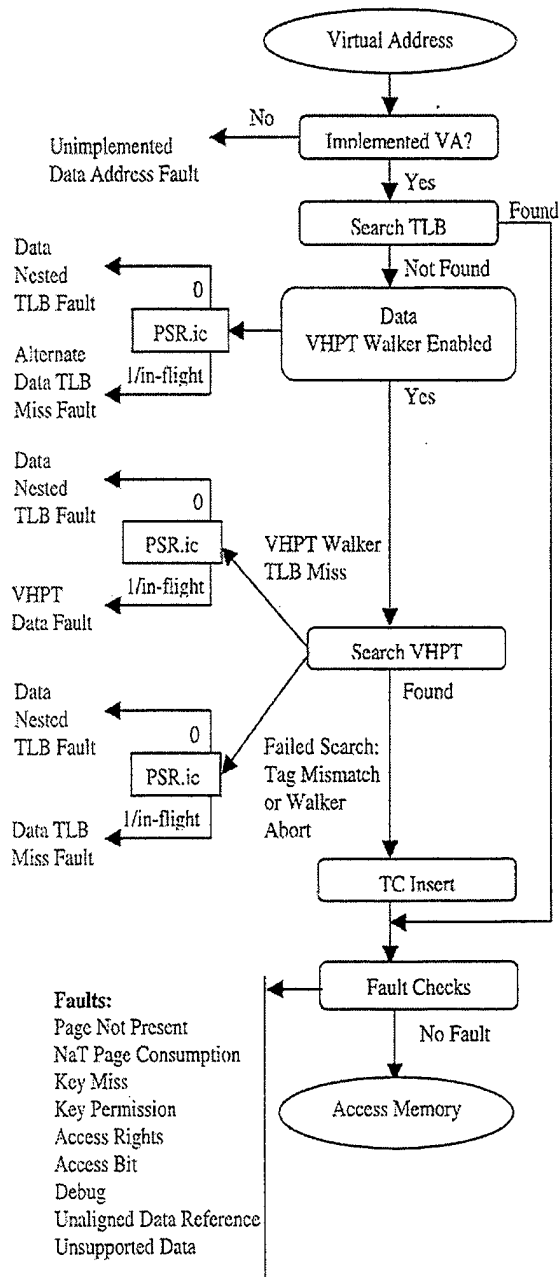 Virtual Address
No
Implemented VA?
Unimplemented
Data Address Fault
Yes
Found
Search TLB
Data
Nested
TLB Fault
Not Found
0
Data
VHPT Walker Enabled
PSR.ic
Alternate
Data TLB
Miss Fault
1/in-flight
Yes
Data
Nested
TLB Fault
0
PSR.ic
VHPT Walker
TLB Miss
1/in-flight
VHPT
Data Fault
Search VHPT
Found
Data
Nested
TLB Fault
0
PSR.ic
Failed Search:
Tag Mismatch
or Walker
Abort
1/in-flight
Data TLB
Miss Fault
TC Insert
Fault Checks
No Fault
Access Memory
Faults:
Page Not Present
NaT Page Consumption
Key Miss
Key Permission
Access Rights
Access Bit
Debug
Unaligned Data Reference
Unsupported Data